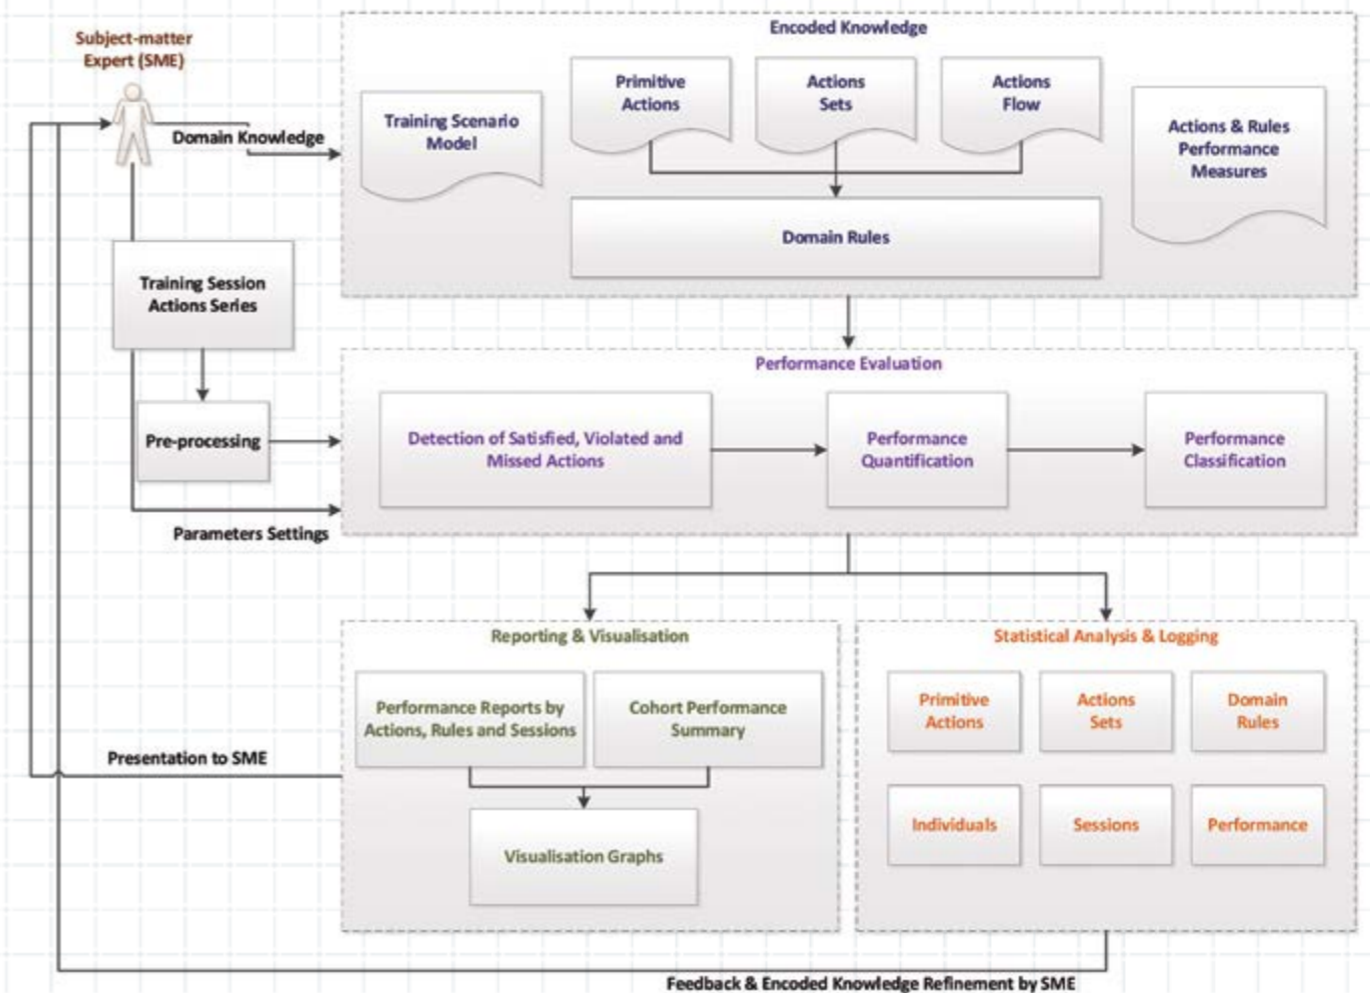 Subject-matter
Expert (SME)
Domain Knowledge
Encoded Knowledge
Training Scenario
Model
Primitive
Actions
Actions
Sets
Actions
Flow
Actions & Rules
Performance
Measures
Domain Rules
Training Session
Actions Series
Pre-processing
Parameters Settings
Performance Evaluation
Detection of Satisfied, Violated and
Missed Actions
Performance
Quantification
Performance
Classification
Reporting & Visualisation
Performance Reports by
Actions, Rules and Sessions
Cohort Performance
Summary
Visualisation Graphs
Presentation to SME
Statistical Analysis & Logging
Primitive
Actions
Actions
Sets
Domain
Rules
Individuals
Sessions
Performance
Feedback & Encoded Knowledge Refinement by SME